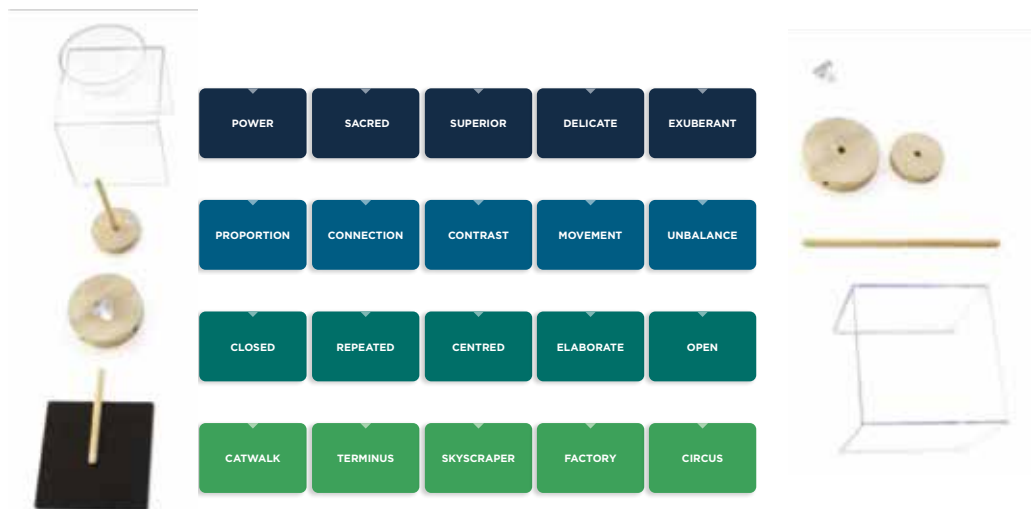 POWER SACRED SUPERIOR DELICATE EXUBERANT
PROPORTION CONNECTION CONTRAST MOVEMENT UNBALANCE
CLOSED REPEATED CENTRED ELABORATE OPEN
CATWALK TERMINUS SKYSCRAPER FACTORY CIRCUS